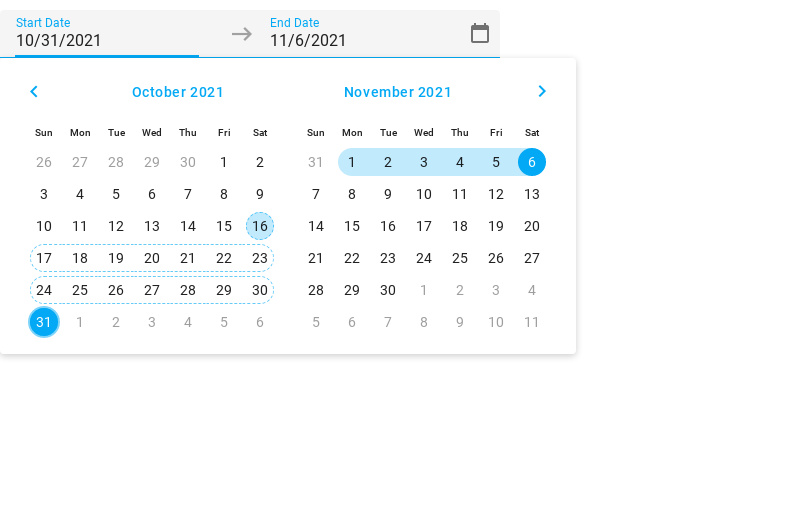 Start Date End Date
10/31/2021 11/6/2021
October 2021 November 2021
Sun Mon Tue Wed Thu Fri Sat Sun Mon Tue Wed Thu Fri Sat
26 27 28 29 30 1 2 31 1 2 3 4 5 6
3 4 5 6 7 8 9 7 8 9 10 11 12 13
10 11 12 13 14 15 16 14 15 16 17 18 19 20
17 18 19 20 21 22 23 21 22 23 24 25 26 27
24 25 26 27 28 29 30 28 29 30 1 2 3 4
31 1 2 3 4 5 6 5 6 7 8 9 10 11